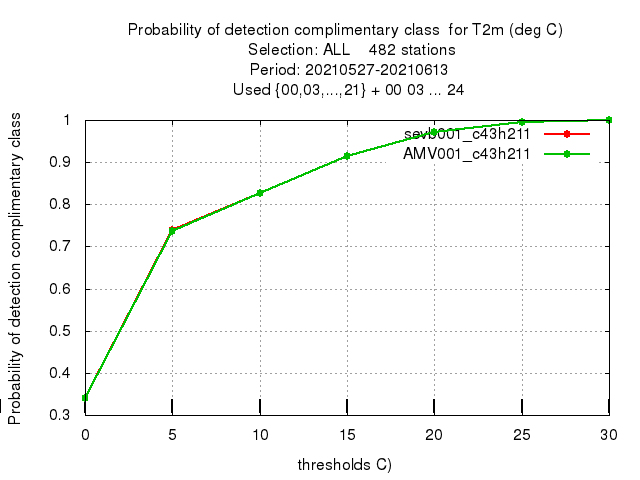 Probability of detection complimentary class for T2m (deg C)
Selection: ALL 482 stations
Period: 20210527-20210613
Used {00,03,...,21} + 00 03 ... 24
Probability of detection complimentary class
1
0.9
0.8
0.7
0.6
0.5
0.4
0.3
sevb001_c43h211
AMV001_c43h211
0 5 10 15 20 25 30
thresholds C)